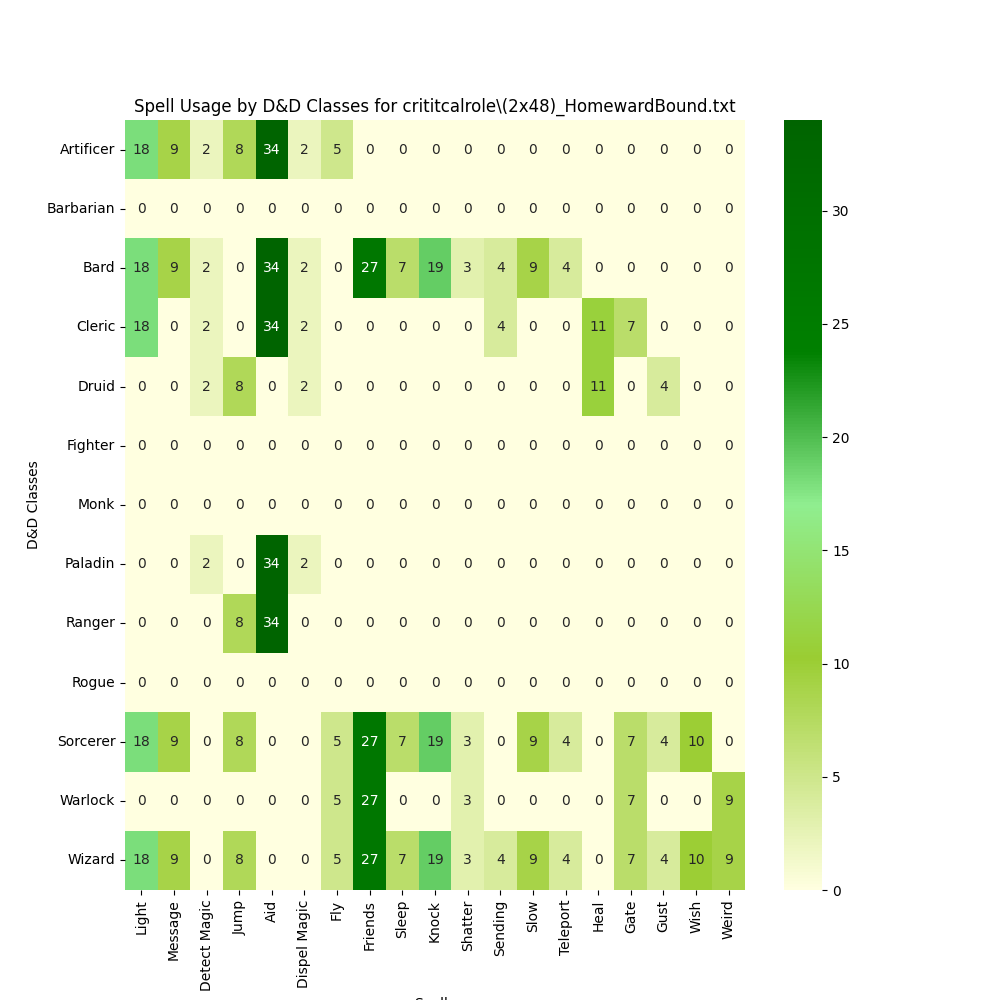 Spell Usage by D&D Classes for crititcalrole\(2x48)_HomewardBound.txt
D&D Classes
Artificer 18 9 2 8 34 2 5 0 0 0 0 0 0 0 0 0 0 0 0
Barbarian 0 0 0 0 0 0 0 0 0 0 0 0 0 0 0 0 0 0 0
Bard 18 9 2 0 34 2 0 27 7 19 3 4 9 4 0 0 0 0 0
Cleric 18 0 2 0 34 2 0 0 0 0 0 4 0 0 11 7 0 0 0
Druid 0 0 2 8 0 2 0 0 0 0 0 0 0 0 11 0 4 0 0
Fighter 0 0 0 0 0 0 0 0 0 0 0 0 0 0 0 0 0 0 0
Monk 0 0 0 0 0 0 0 0 0 0 0 0 0 0 0 0 0 0 0
Paladin 0 0 2 0 34 2 0 0 0 0 0 0 0 0 0 0 0 0 0
Ranger 0 0 0 8 34 0 0 0 0 0 0 0 0 0 0 0 0 0 0
Rogue 0 0 0 0 0 0 0 0 0 0 0 0 0 0 0 0 0 0 0
Sorcerer 18 9 0 8 0 0 5 27 7 19 3 0 9 4 0 7 4 10 0
Warlock 0 0 0 0 0 0 5 27 0 0 3 0 0 0 0 7 0 0 9
Wizard 18 9 0 8 0 0 5 27 7 19 3 4 9 4 0 7 4 10 9
Light Message Detect Magic Jump Aid Dispel Magic Fly Friends Sleep Knock Shatter Sending Slow Teleport Heal Gate Gust Wish Weird
30
25
20
15
10
5
0